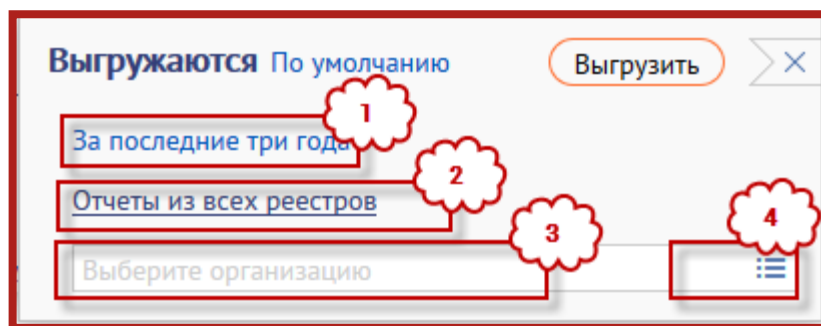 Выгружаются По умолчанию Выгрузить
1
За последние три года
2
Отчеты из всех реестров
3
4
Выберите организацию